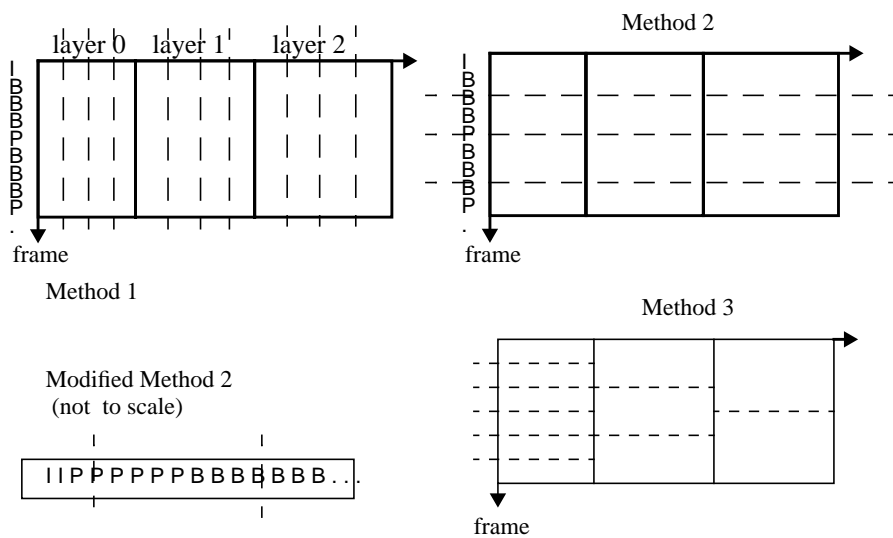 layer 0 layer 1 layer 2
I
B
B
B
P
B
B
B
P
.
frame
Method 1
Method 2
I
B
B
B
P
B
B
B
P
.
frame
Modified Method 2
(not to scale)
I I P P P P P P P B B B B B B B . . .
Method 3
frame